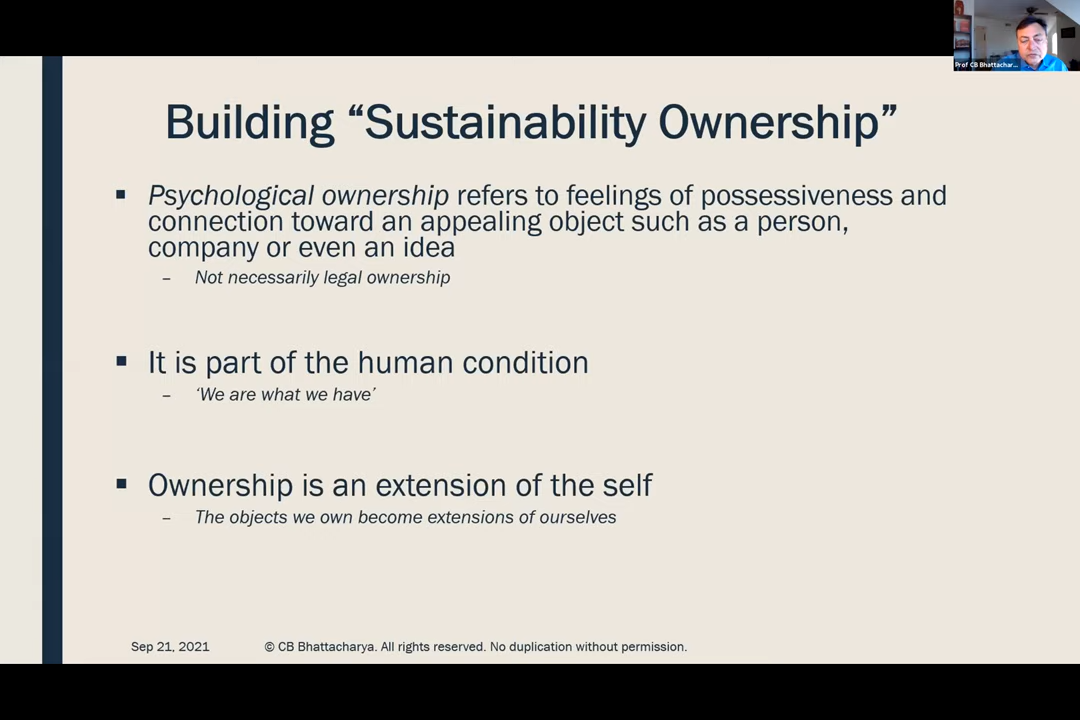 Prof CB Bhattachar...
Building “Sustainability Ownership”
▪ Psychological ownership refers to feelings of possessiveness and
connection toward an appealing object such as a person,
company or even an idea
– Not necessarily legal ownership
▪ It is part of the human condition
– ‘We are what we have’
▪ Ownership is an extension of the self
– The objects we own become extensions of ourselves
Sep 21, 2021
© CB Bhattacharya. All rights reserved. No duplication without permission.